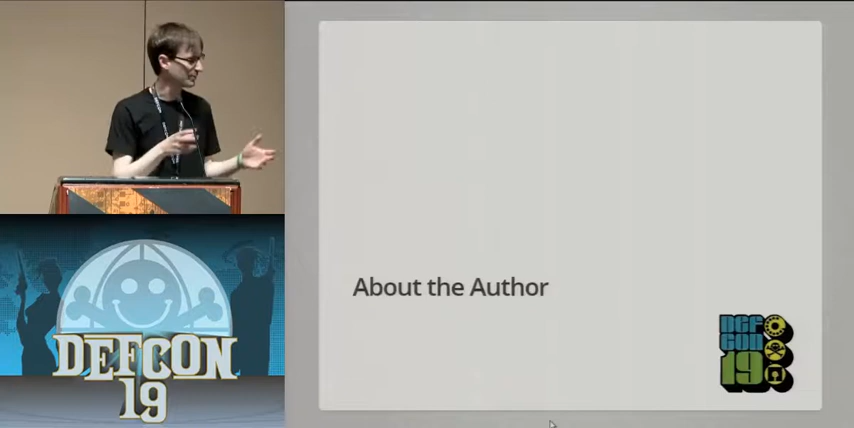 About the Author
DEFCON
19
DEF
CON
19